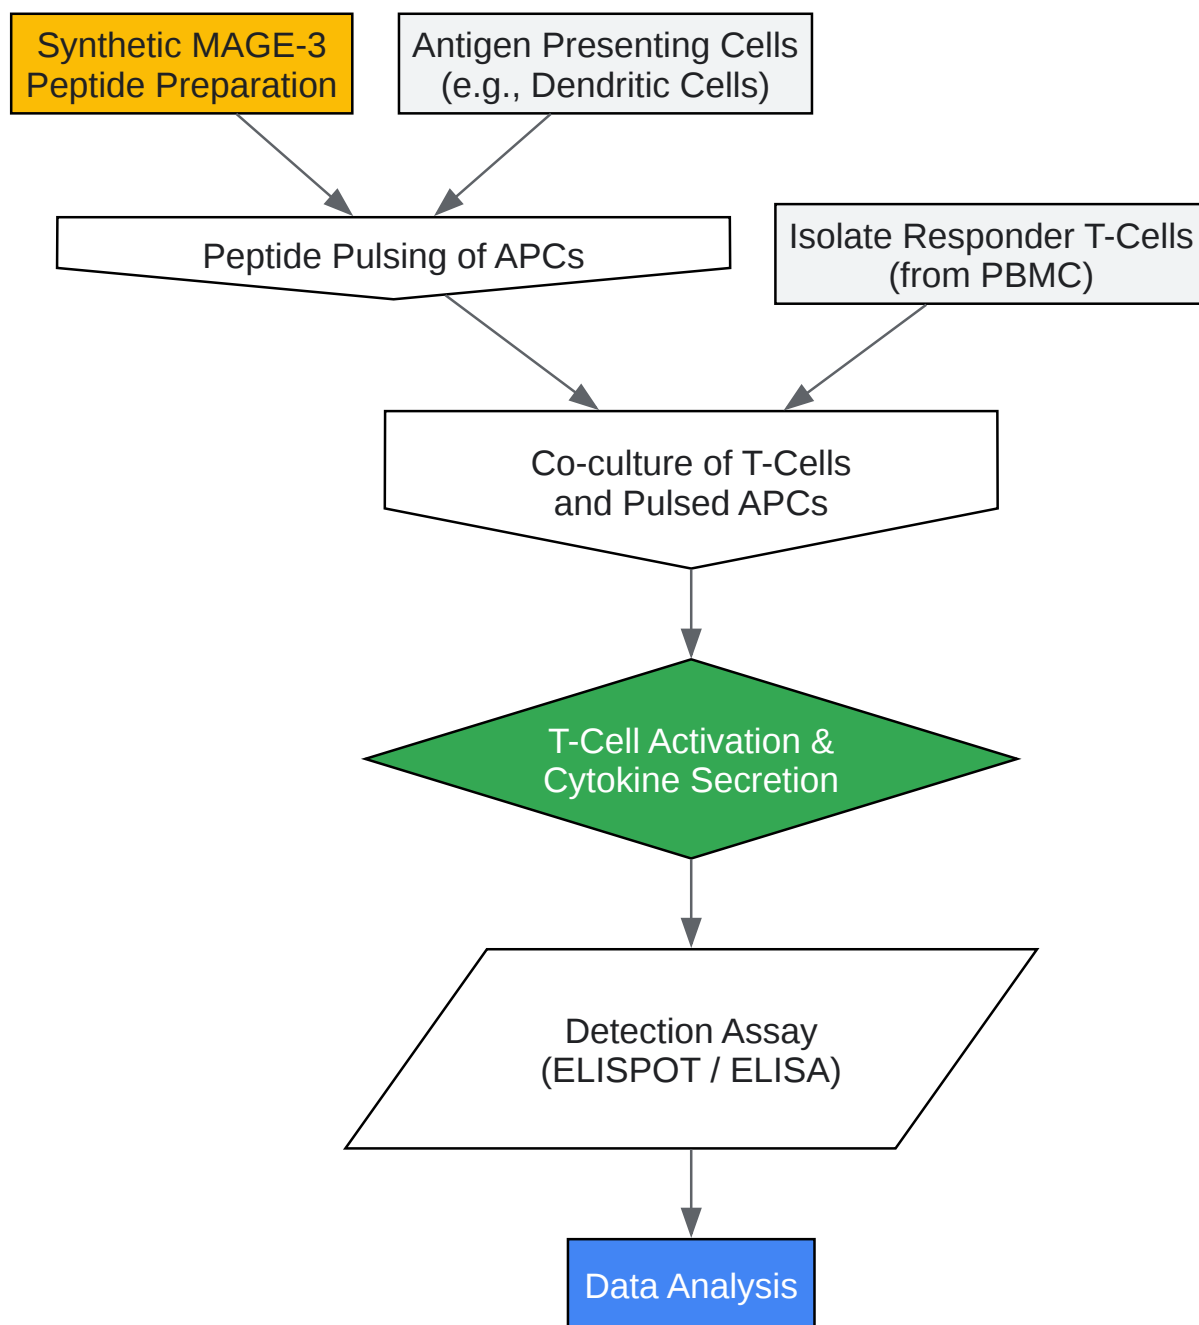 Synthetic MAGE-3
Peptide Preparation
Antigen Presenting Cells
(e.g., Dendritic Cells)
Peptide Pulsing of APCs
Isolate Responder T-Cells
(from PBMC)
Co-culture of T-Cells
and Pulsed APCs
T-Cell Activation &
Cytokine Secretion
Detection Assay
(ELISPOT / ELISA)
Data Analysis